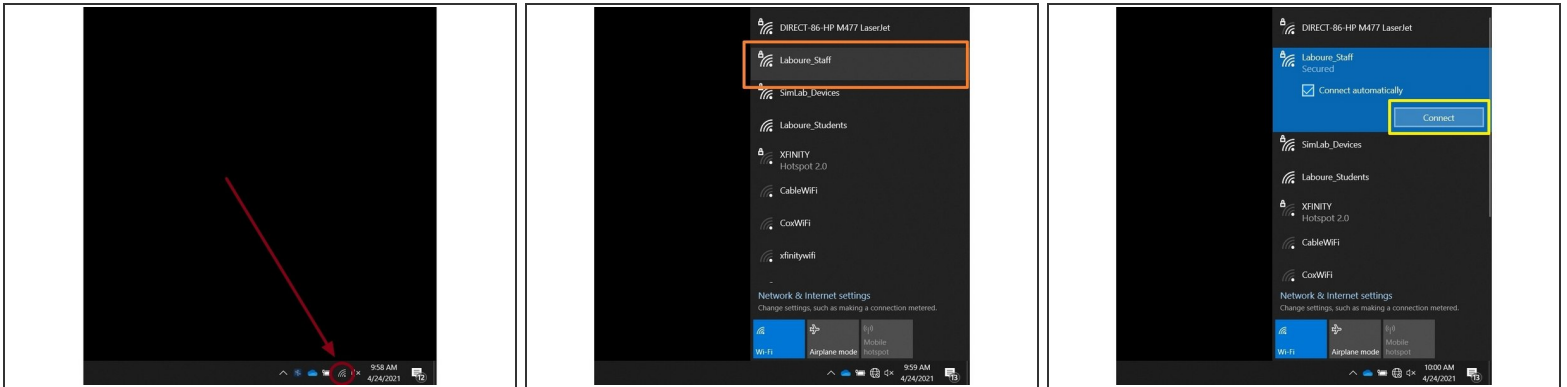 9:58 AM
4/24/2021
12
DIRECT-86-HP M477 LaserJet
Laboure_Staff
SimLab_Devices
Laboure_Students
XFINITY
Hotspot 2.0
CableWiFi
CoxWiFi
xfinitywifi
Network & Internet settings
Change settings, such as making a connection metered.
Wi-Fi
Airplane mode
Mobile
hotspot
9:59 AM
4/24/2021
13
DIRECT-86-HP M477 LaserJet
Laboure_Staff
Secured
Connect automatically
Connect
SimLab_Devices
Laboure_Students
XFINITY
Hotspot 2.0
CableWiFi
CoxWiFi
Network & Internet settings
Change settings, such as making a connection metered.
Wi-Fi
Airplane mode
Mobile
hotspot
10:00 AM
4/24/2021
13